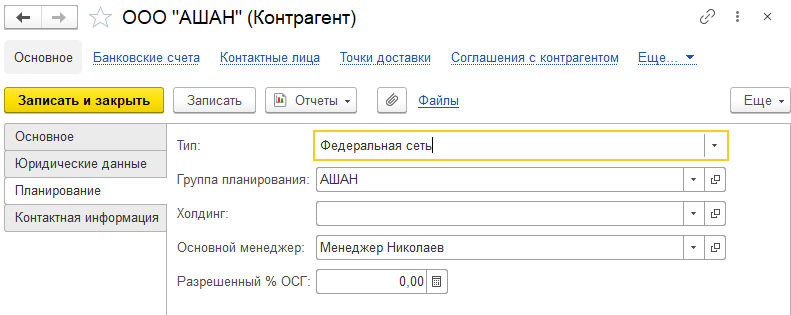 ООО "АШАН" (Контрагент)
Основное Банковские счета Контактные лица Точки доставки Соглашения с контрагентом Еще...
Записать и закрыть Записать Отчеты Файлы Еще
Основное
Юридические данные
Планирование
Контактная информация
Тип: Федеральная сеть
Группа планирования: АШАН
Холдинг:
Основной менеджер: Менеджер Николаев
Разрешенный % ОСГ: 0,00